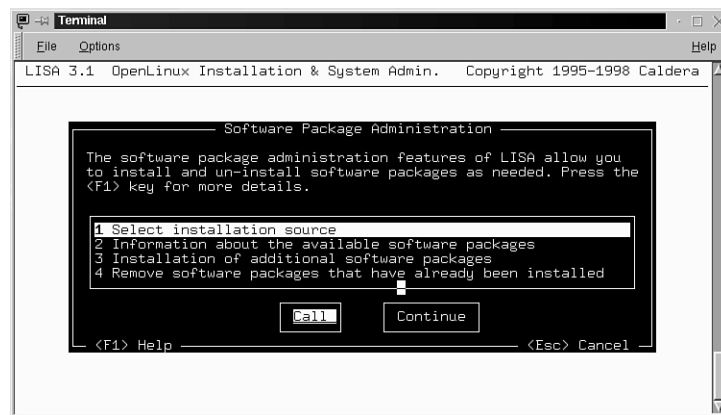 Terminal
File Options Help
LISA 3.1 OpenLinux Installation & System Admin. Copyright 1995-1998 Caldera
Software Package Administration
The software package administration features of LISA allow you
to install and un-install software packages as needed. Press the
<F1> key for more details.
1 Select installation source
2 Information about the available software packages
3 Installation of additional software packages
4 Remove software packages that have already been installed
Call Continue
<F1> Help <Esc> Cancel